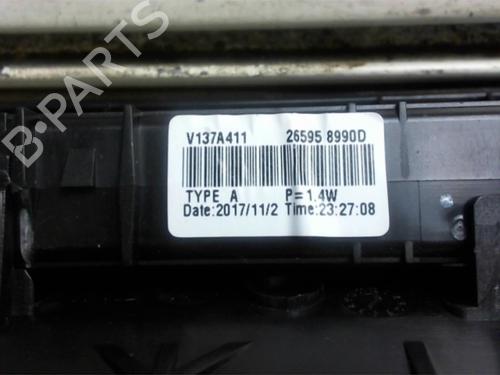 B-PARTS
V137A411 26595 8990D
TYPE A P=1.4W
Date:2017/11/2 Time:23:27:08